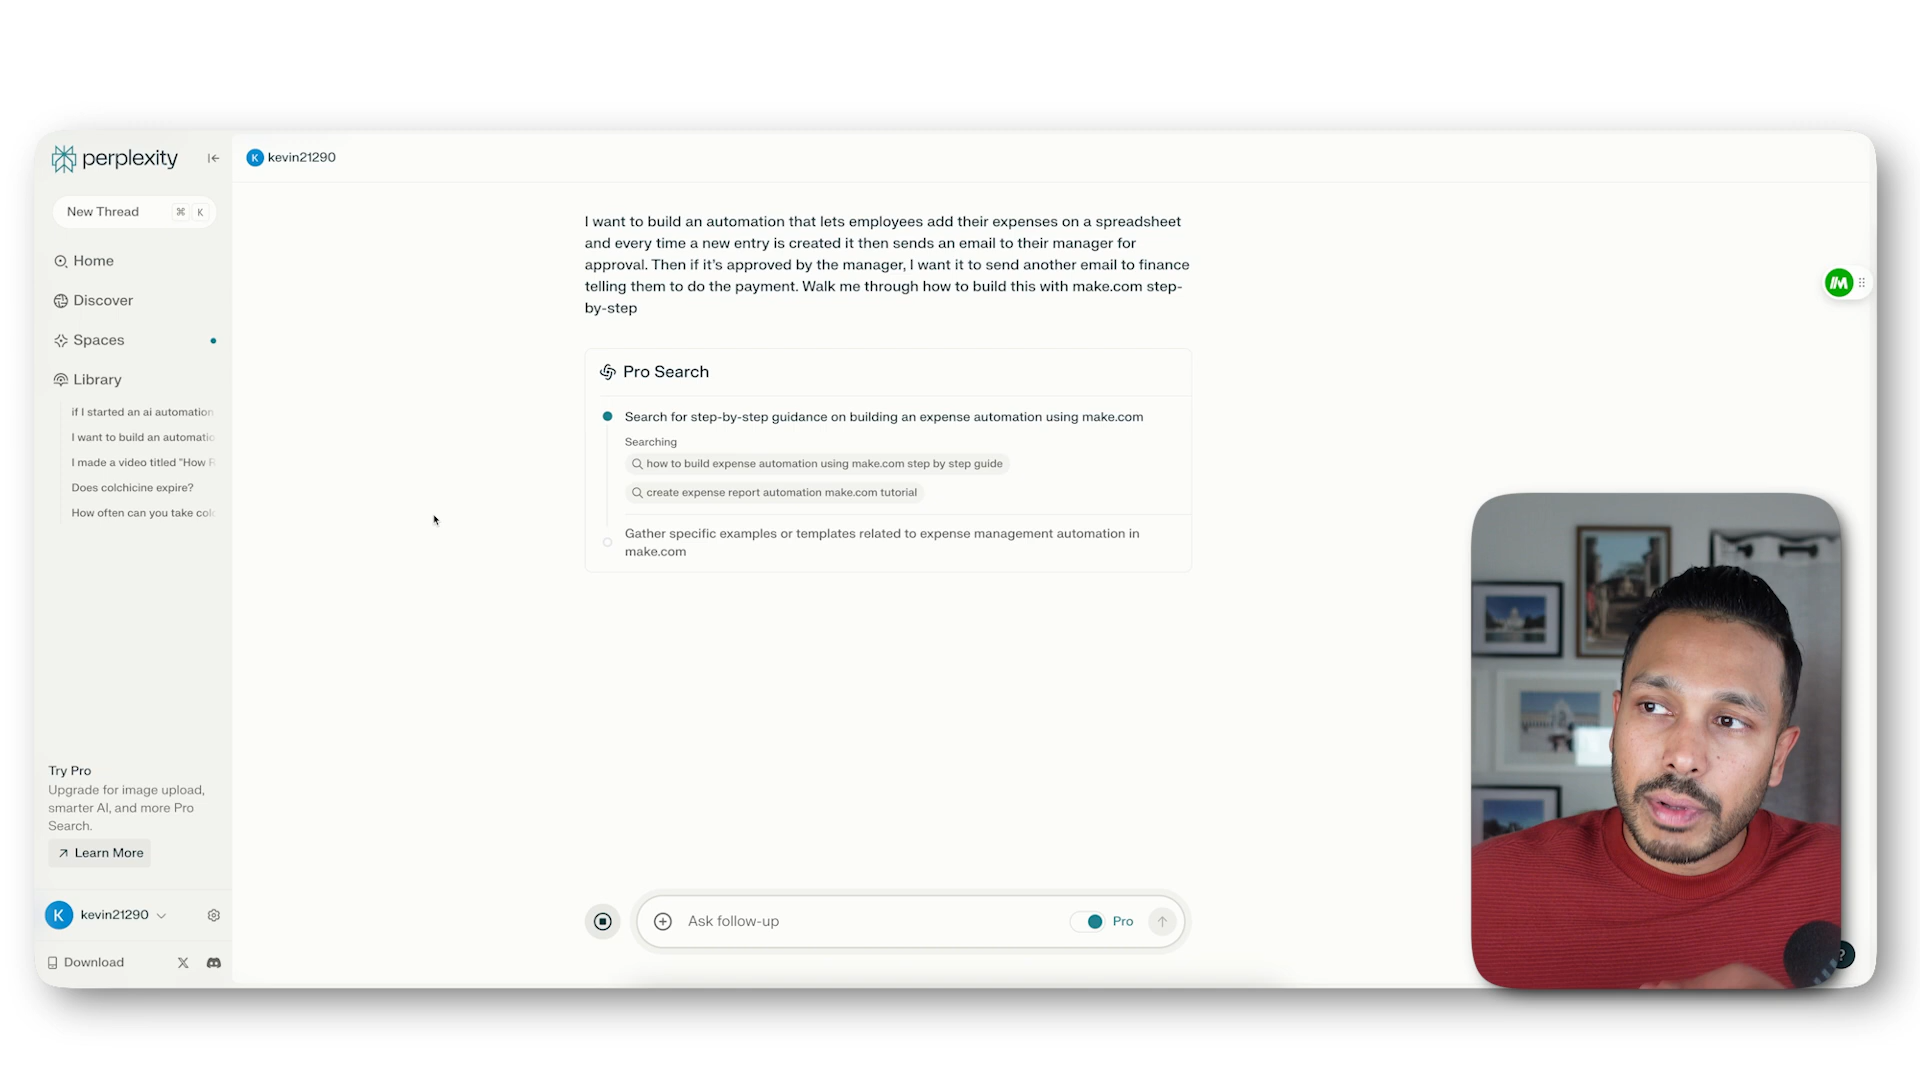 perplexity
New Thread
⌘ K
Home
Discover
Spaces
Library
if I started an ai automation
I want to build an automatio
I made a video titled "How R
Does colchicine expire?
How often can you take colc
Try Pro
Upgrade for image upload,
smarter AI, and more Pro
Search.
Learn More
K kevin21290
Download
K kevin21290
I want to build an automation that lets employees add their expenses on a spreadsheet
and every time a new entry is created it then sends an email to their manager for
approval. Then if it's approved by the manager, I want it to send another email to finance
telling them to do the payment. Walk me through how to build this with make.com step-
by-step
Pro Search
Search for step-by-step guidance on building an expense automation using make.com
Searching
how to build expense automation using make.com step by step guide
create expense report automation make.com tutorial
Gather specific examples or templates related to expense management automation in
make.com
Ask follow-up
Pro
?